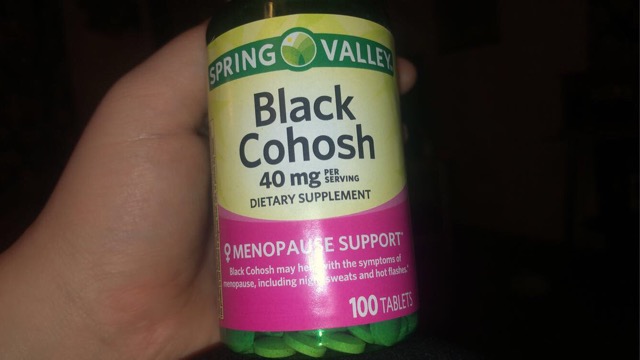 SPRING VALLEY
Black
Cohosh
40 mg PER SERVING
DIETARY SUPPLEMENT
MENOPAUSE SUPPORT*
Black Cohosh may help with the symptoms of
menopause, including night sweats and hot flashes.*
100 TABLETS